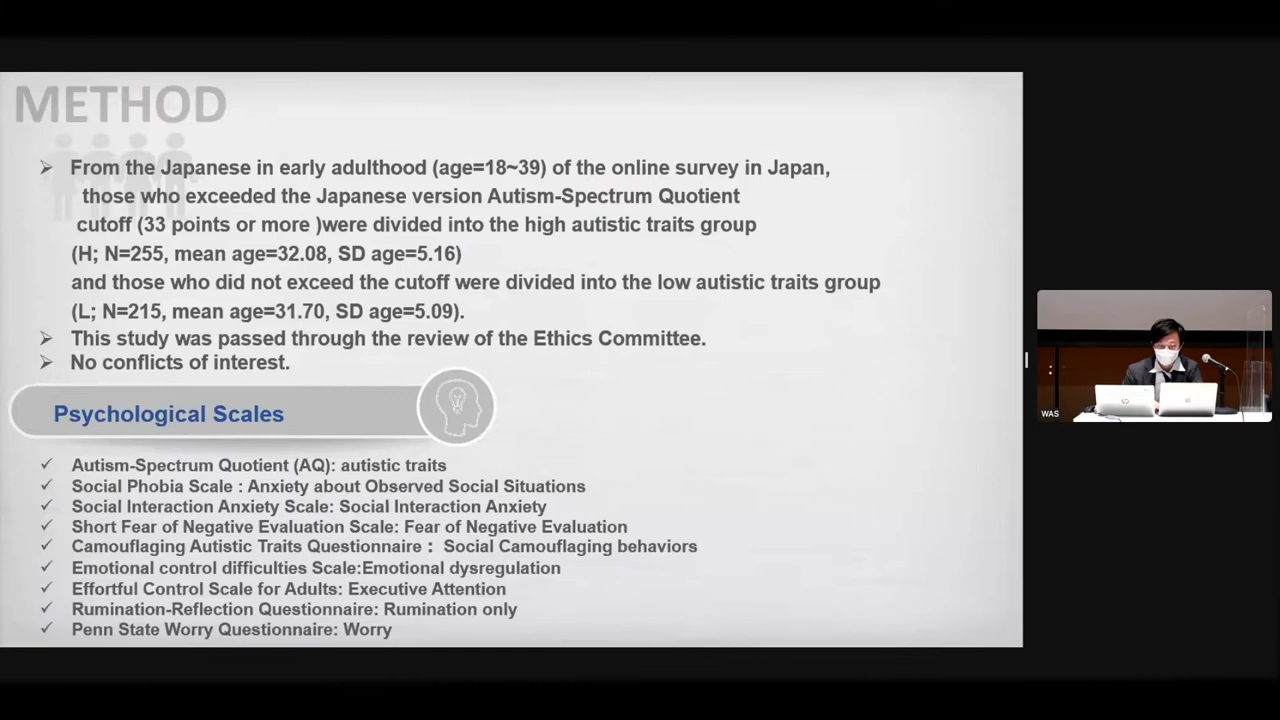 METHOD
➢ From the Japanese in early adulthood (age=18~39) of the online survey in Japan,
those who exceeded the Japanese version Autism-Spectrum Quotient
cutoff (33 points or more )were divided into the high autistic traits group
(H; N=255, mean age=32.08, SD age=5.16)
and those who did not exceed the cutoff were divided into the low autistic traits group
(L; N=215, mean age=31.70, SD age=5.09).
➢ This study was passed through the review of the Ethics Committee.
➢ No conflicts of interest.
Psychological Scales
✓ Autism-Spectrum Quotient (AQ): autistic traits
✓ Social Phobia Scale : Anxiety about Observed Social Situations
✓ Social Interaction Anxiety Scale: Social Interaction Anxiety
✓ Short Fear of Negative Evaluation Scale: Fear of Negative Evaluation
✓ Camouflaging Autistic Traits Questionnaire： Social Camouflaging behaviors
✓ Emotional control difficulties Scale:Emotional dysregulation
✓ Effortful Control Scale for Adults: Executive Attention
✓ Rumination-Reflection Questionnaire: Rumination only
✓ Penn State Worry Questionnaire: Worry
WAS